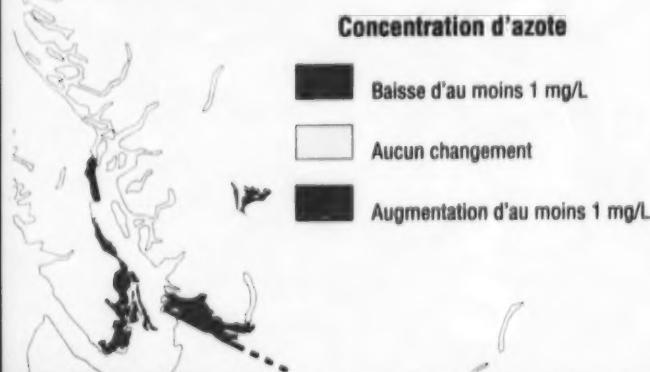 Concentration d'azote
Baisse d'au moins 1 mg/L
Aucun changement
Augmentation d'au moins 1 mg/L